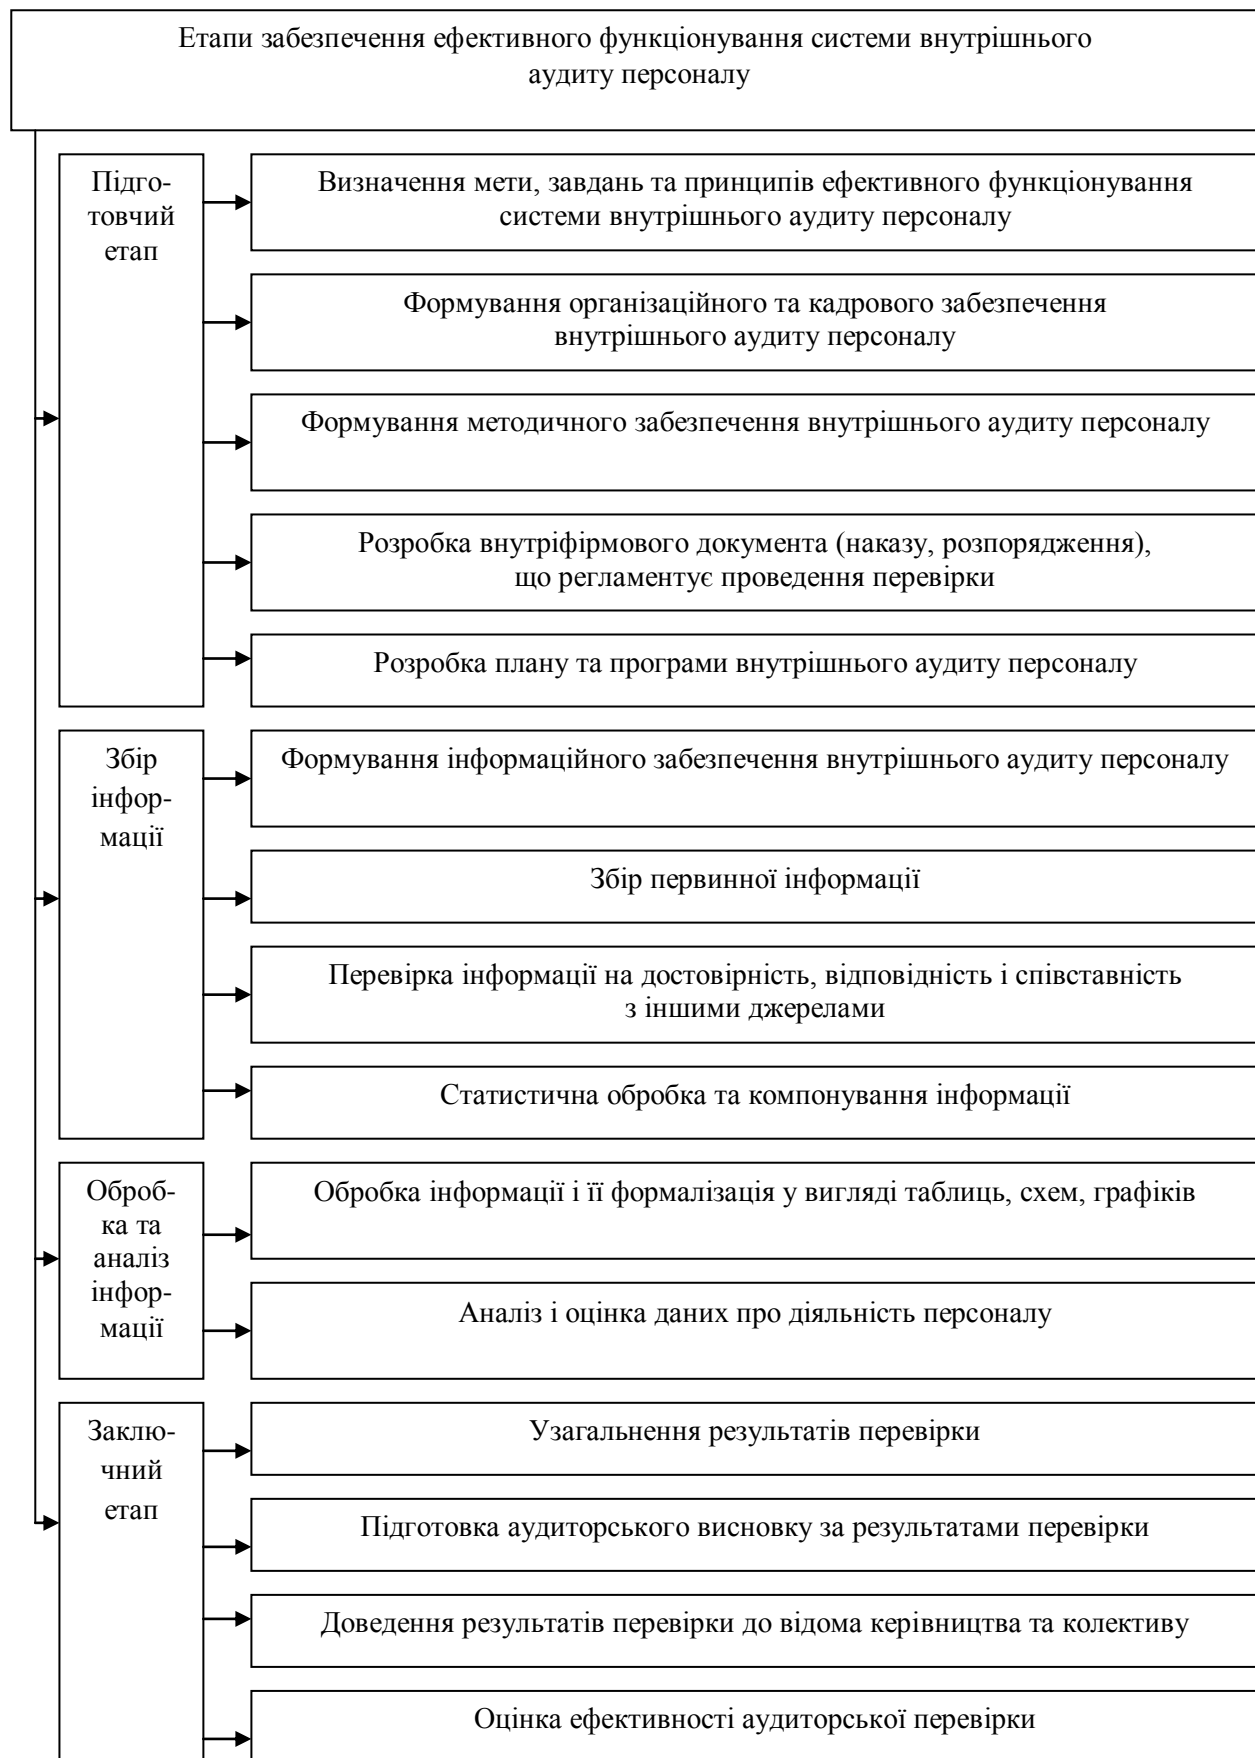 Етапи забезпечення ефективного функціонування системи внутрішнього
аудиту персоналу
Підго-
товчий
етап
Визначення мети, завдань та принципів ефективного функціонування
системи внутрішнього аудиту персоналу
Формування організаційного та кадрового забезпечення
внутрішнього аудиту персоналу
Формування методичного забезпечення внутрішнього аудиту персоналу
Розробка внутріфірмового документа (наказу, розпорядження),
що регламентує проведення перевірки
Розробка плану та програми внутрішнього аудиту персоналу
Збір
інфор-
мації
Формування інформаційного забезпечення внутрішнього аудиту персоналу
Збір первинної інформації
Перевірка інформації на достовірність, відповідність і співставність
з іншими джерелами
Статистична обробка та компонування інформації
Оброб-
ка та
аналіз
інфор-
мації
Обробка інформації і її формалізація у вигляді таблиць, схем, графіків
Аналіз і оцінка даних про діяльність персоналу
Заклю-
чний
етап
Узагальнення результатів перевірки
Підготовка аудиторського висновку за результатами перевірки
Доведення результатів перевірки до відома керівництва та колективу
Оцінка ефективності аудиторської перевірки